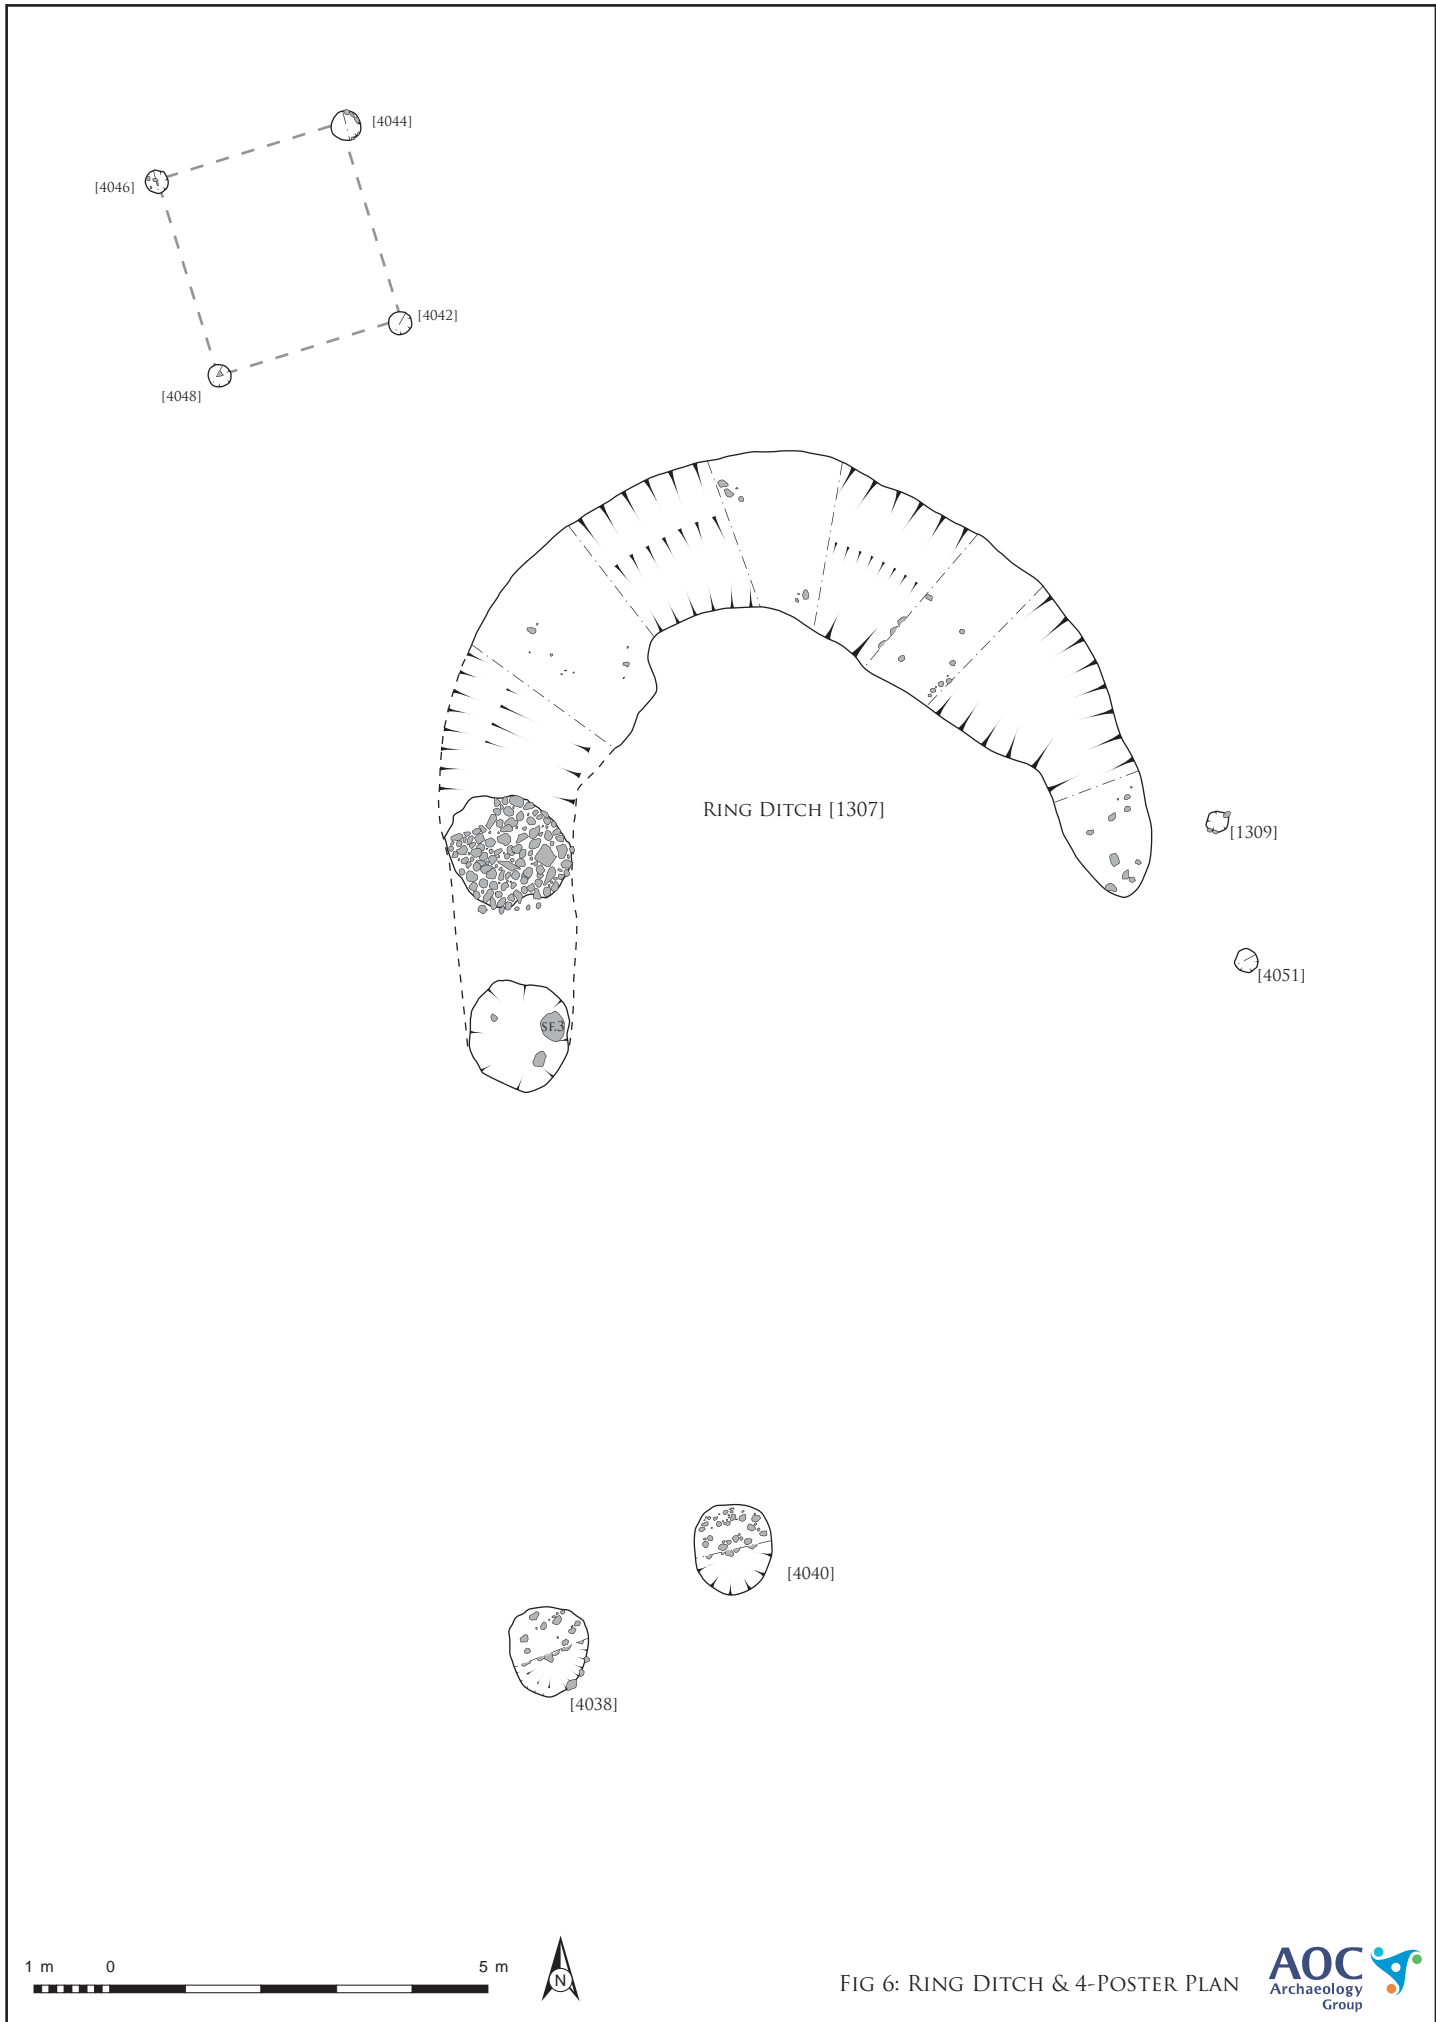 [4044]
[4046]
[4042]
[4048]
RING DITCH [1307]
[1309]
[4051]
SF.3
[4040]
[4038]
1 m 0 5 m
N
FIG 6: RING DITCH & 4-POSTER PLAN
AOC
Archaeology
Group